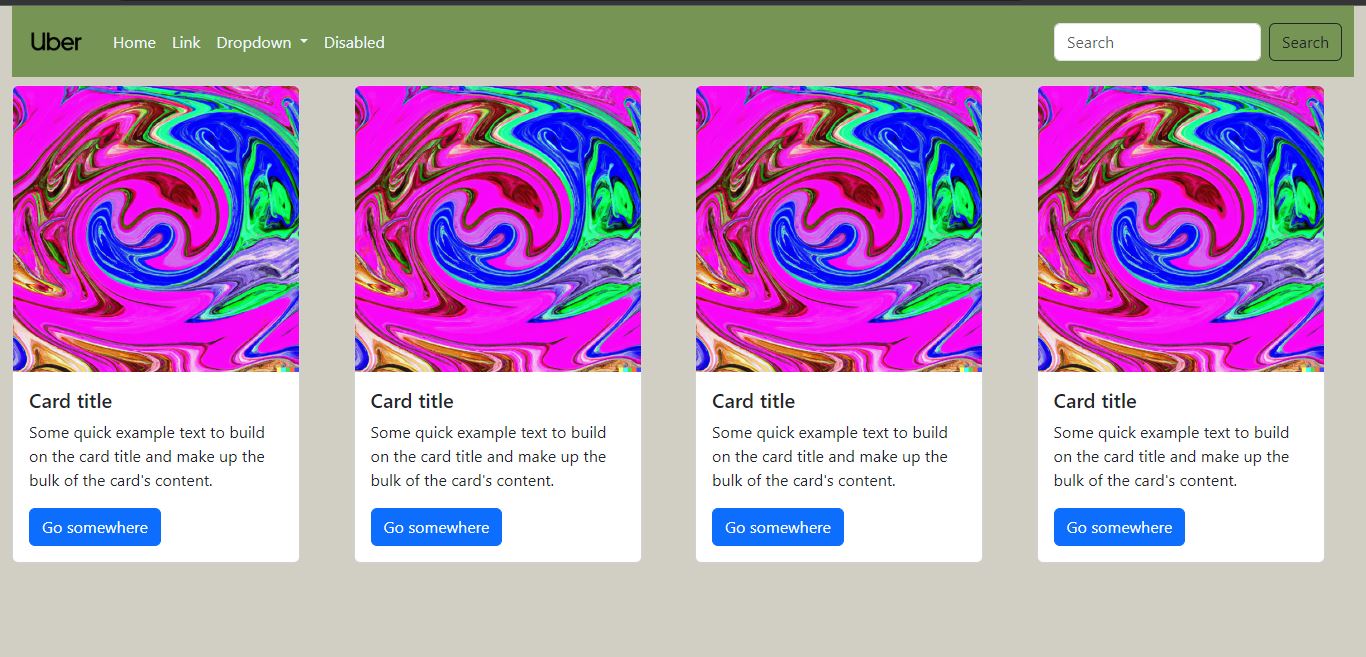 Uber Home Link Dropdown Disabled Search Search
Card title
Some quick example text to build
on the card title and make up the
bulk of the card's content.
Go somewhere
Card title
Some quick example text to build
on the card title and make up the
bulk of the card's content.
Go somewhere
Card title
Some quick example text to build
on the card title and make up the
bulk of the card's content.
Go somewhere
Card title
Some quick example text to build
on the card title and make up the
bulk of the card's content.
Go somewhere